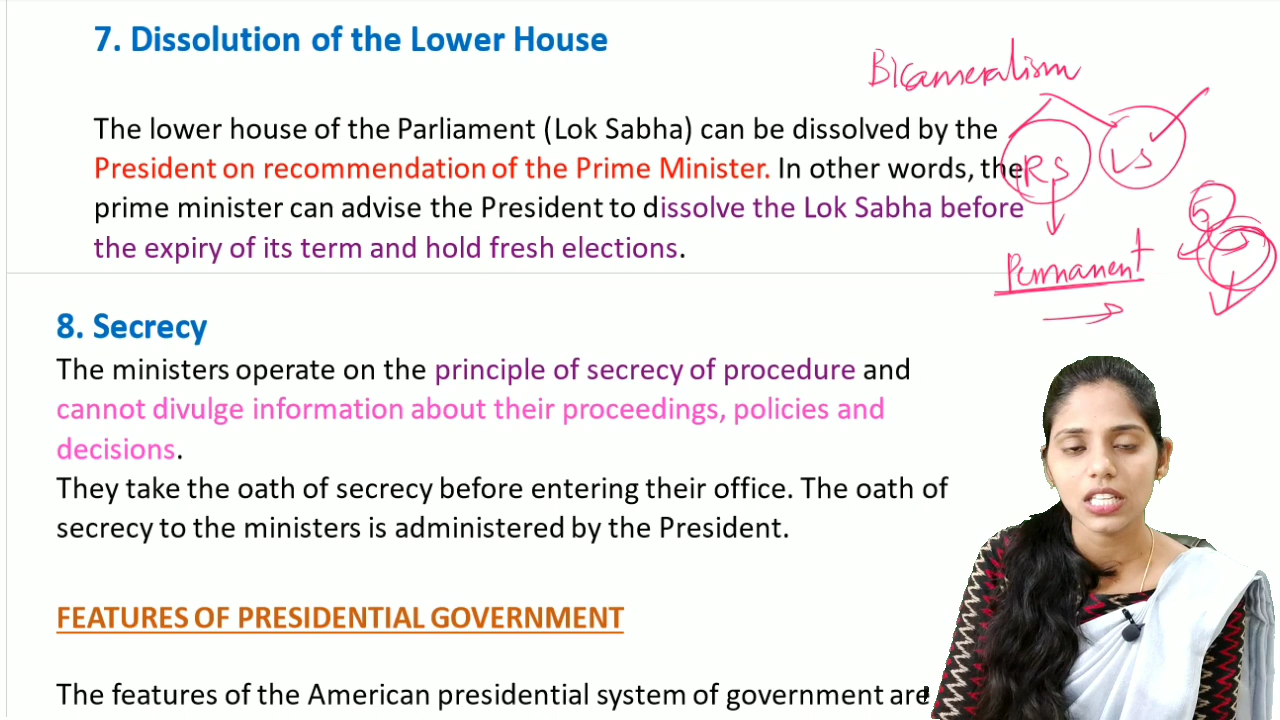 7. Dissolution of the Lower House
Bicameralism
The lower house of the Parliament (Lok Sabha) can be dissolved by the
President on recommendation of the Prime Minister. In other words, the
RS LS
prime minister can advise the President to dissolve the Lok Sabha before
5
the expiry of its term and hold fresh elections.
Permanent
8. Secrecy
The ministers operate on the principle of secrecy of procedure and
cannot divulge information about their proceedings, policies and
decisions.
They take the oath of secrecy before entering their office. The oath of
secrecy to the ministers is administered by the President.
FEATURES OF PRESIDENTIAL GOVERNMENT
The features of the American presidential system of government are